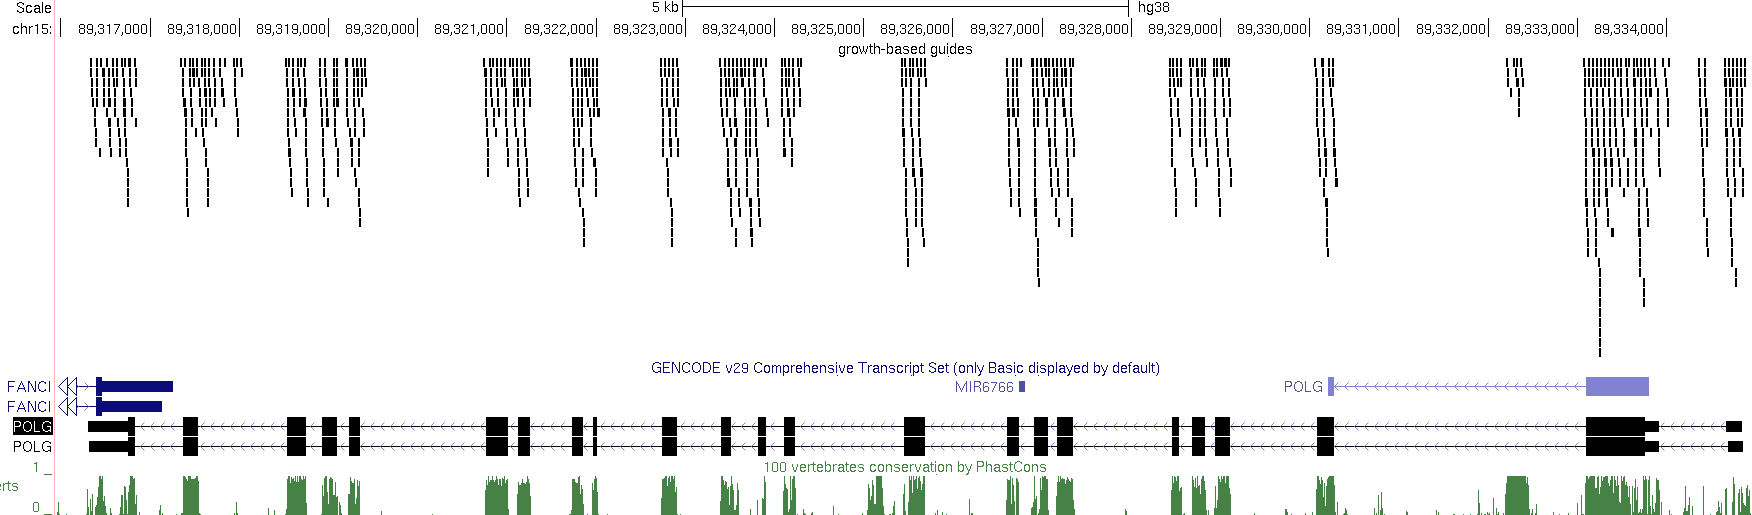 Scale 5 kb hg38
chr15: 89,317,000 89,318,000 89,319,000 89,320,000 89,321,000 89,322,000 89,323,000 89,324,000 89,325,000 89,326,000 89,327,000 89,328,000 89,329,000 89,330,000 89,331,000 89,332,000 89,333,000 89,334,000
growth-based guides
GENCODE v29 Comprehensive Transcript Set (only Basic displayed by default)
FANCI MIR6766 POLG
FANCI
POLG
POLG
100 vertebrates conservation by PhastCons
1
erts
0